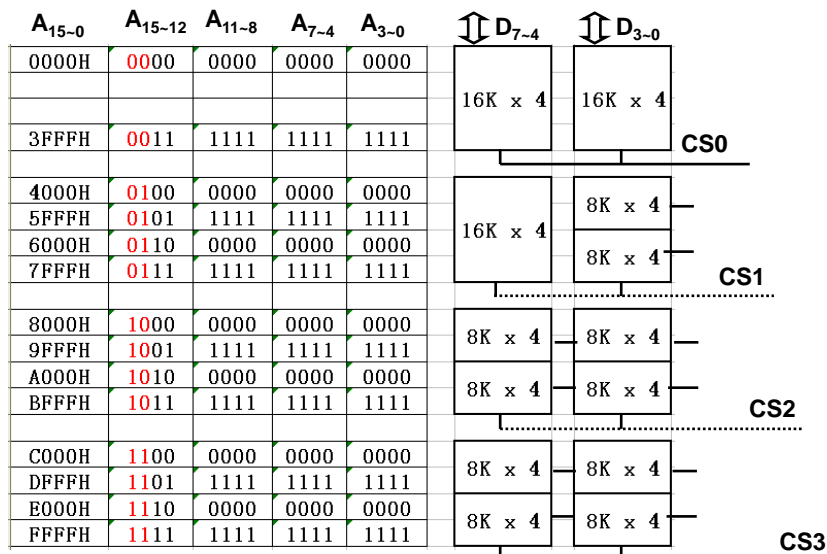 A15~0 A15~12 A11~8 A7~4 A3~0 D7~4 D3~0
0000H 0000 0000 0000 0000
16K x 4 16K x 4
3FFFH 0011 1111 1111 1111
CS0
4000H 0100 0000 0000 0000
8K x 4
5FFFH 0101 1111 1111 1111
16K x 4
6000H 0110 0000 0000 0000
8K x 4
7FFFH 0111 1111 1111 1111
CS1
8000H 1000 0000 0000 0000
8K x 4 8K x 4
9FFFH 1001 1111 1111 1111
A000H 1010 0000 0000 0000
8K x 4 8K x 4
BFFFH 1011 1111 1111 1111
CS2
C000H 1100 0000 0000 0000
8K x 4 8K x 4
DFFFH 1101 1111 1111 1111
E000H 1110 0000 0000 0000
8K x 4 8K x 4
FFFFH 1111 1111 1111 1111
CS3